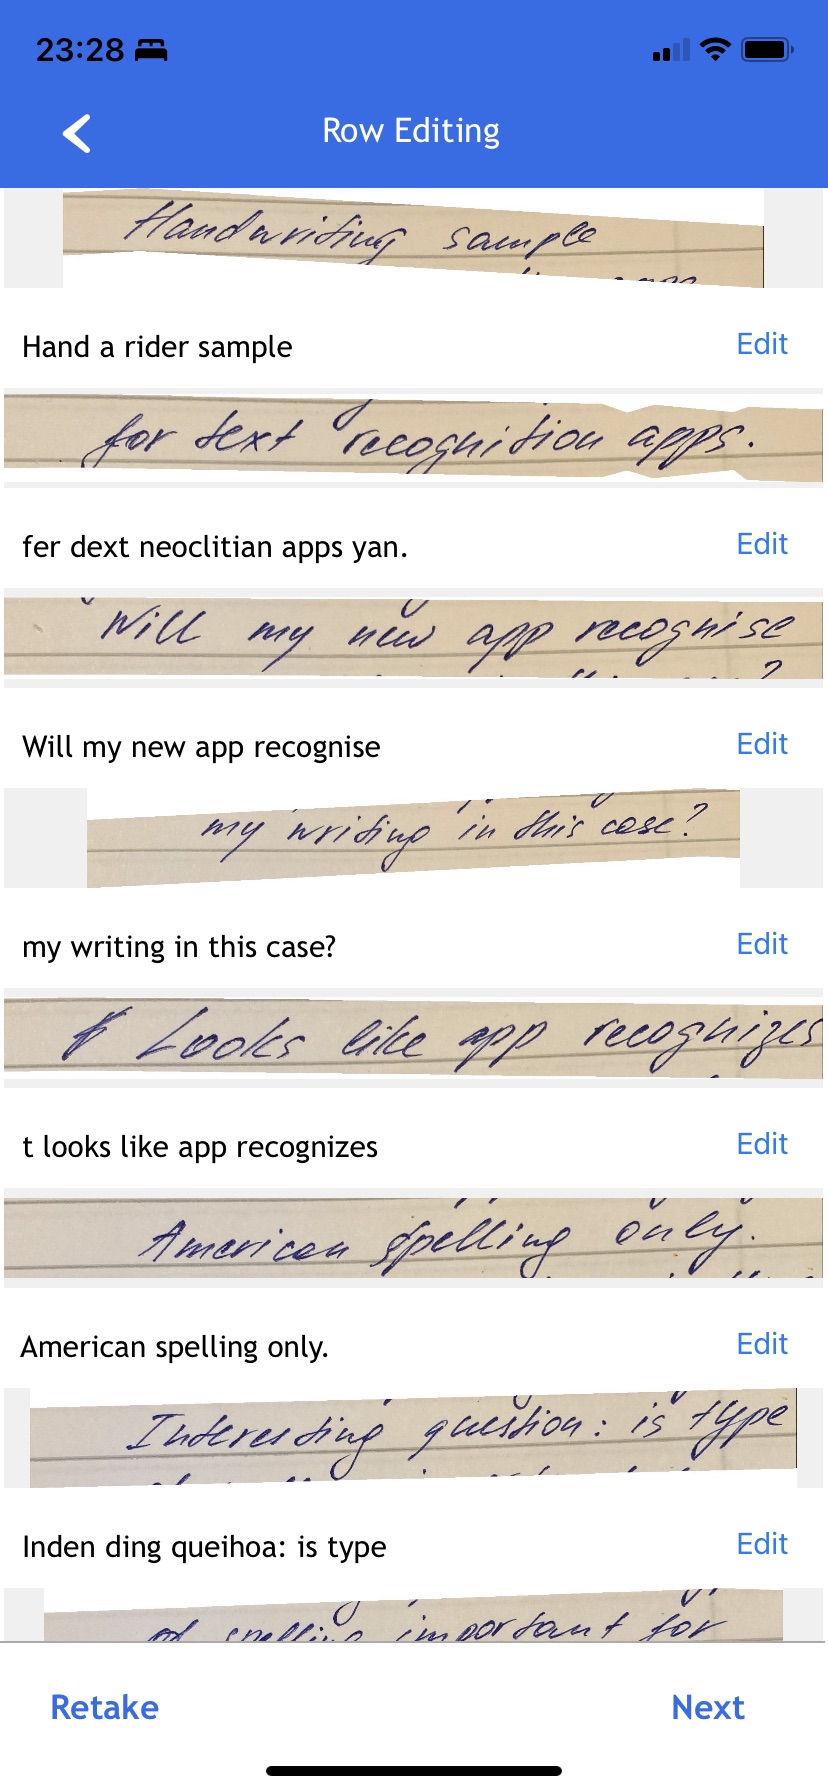 23:28
Row Editing
Handwriting sample
Hand a rider sample
Edit
for text recognition apps.
fer dext neoclitian apps yan.
Edit
Will my new app recognise
Will my new app recognise
Edit
my writing in this case?
my writing in this case?
Edit
Looks like app recognizes
t looks like app recognizes
Edit
American spelling only.
American spelling only.
Edit
Interesting question: is type
Inden ding queihoa: is type
Edit
of spelling important for
Retake
Next